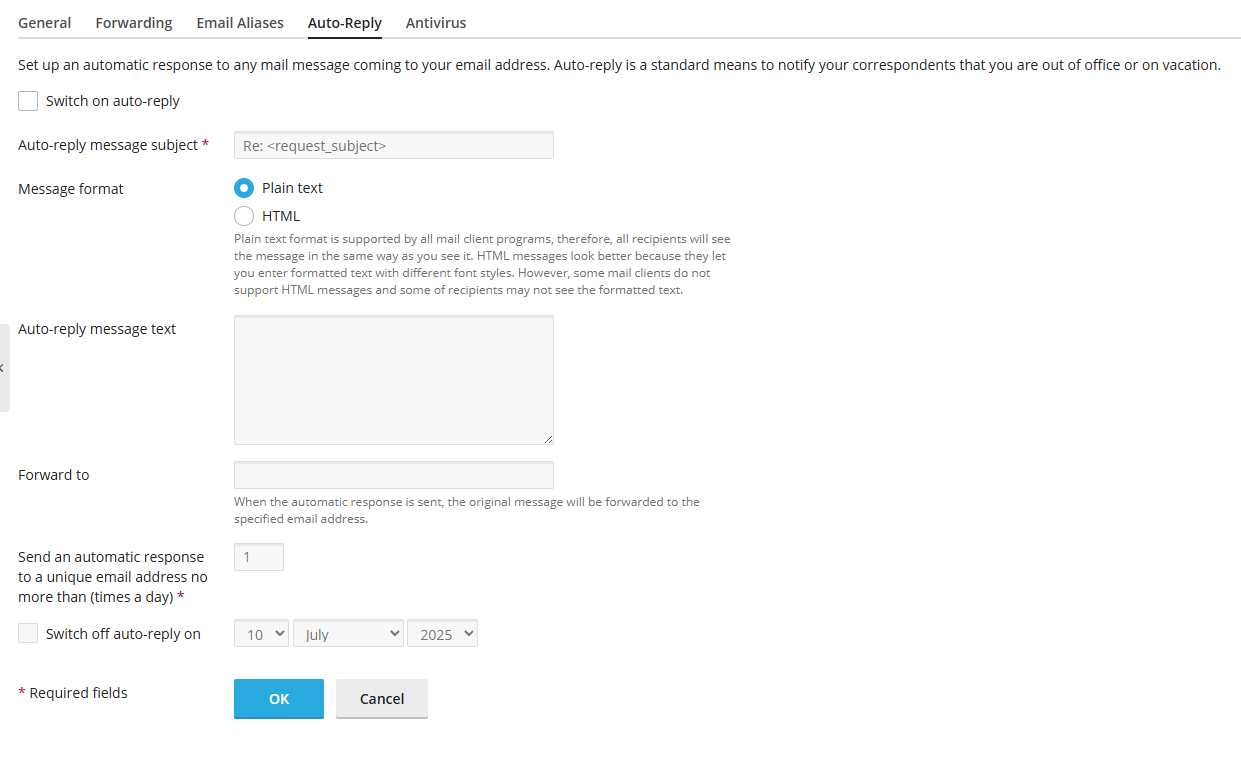 General Forwarding Email Aliases Auto-Reply Antivirus
Set up an automatic response to any mail message coming to your email address. Auto-reply is a standard means to notify your correspondents that you are out of office or on vacation.
Switch on auto-reply
Auto-reply message subject * Re: <request_subject>
Message format Plain text
HTML
Plain text format is supported by all mail client programs, therefore, all recipients will see
the message in the same way as you see it. HTML messages look better because they let
you enter formatted text with different font styles. However, some mail clients do not
support HTML messages and some of recipients may not see the formatted text.
Auto-reply message text
Forward to
When the automatic response is sent, the original message will be forwarded to the
specified email address.
Send an automatic response 1
to a unique email address no
more than (times a day) *
Switch off auto-reply on 10 July 2025
* Required fields OK Cancel